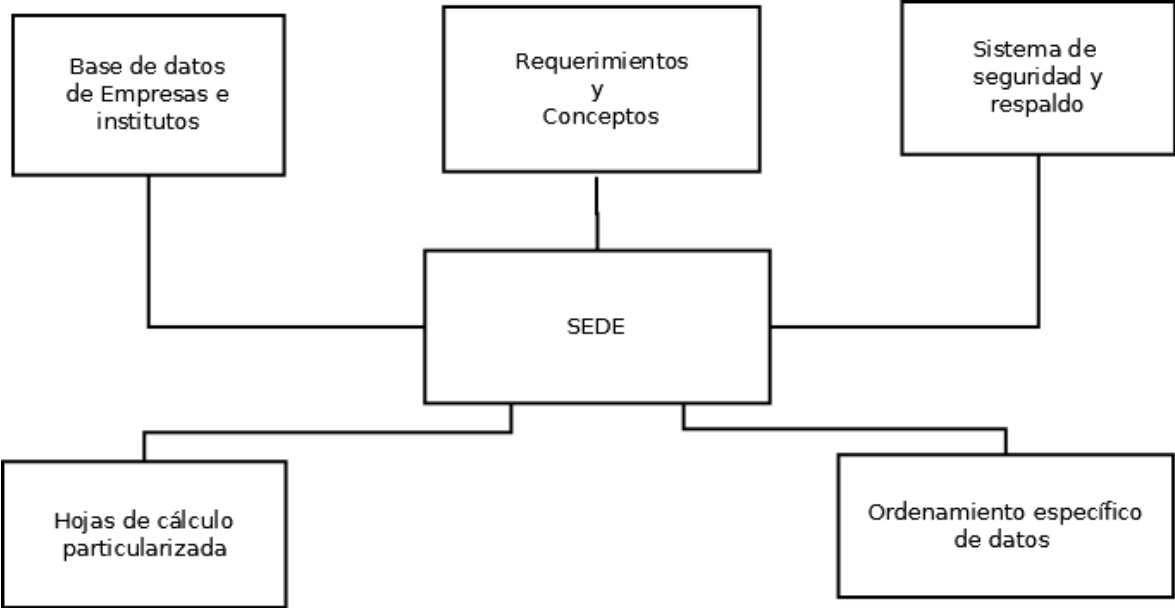 Base de datos
de Empresas e
institutos
Requerimientos
y
Conceptos
Sistema de
seguridad y
respaldo
SEDE
Hojas de cálculo
particularizada
Ordenamiento específico
de datos